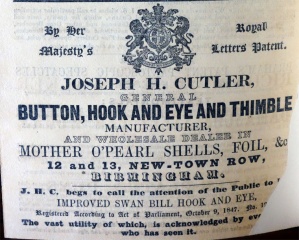 By Her Royal
Majesty's Letters Patent.
JOSEPH H. CUTLER,
GENERAL
BUTTON, HOOK AND EYE AND THIMBLE
MANUFACTURER,
AND WHOLESALE DEALER IN
MOTHER O'PEARL SHELLS, FOIL, &c
12 and 13, NEW-TOWN ROW,
BIRMINGHAM.
J. H. C. begs to call the attention of the Public to
IMPROVED SWAN BILL HOOK AND EYE,
Registered According to Act of Parliament, October 9, 1847. No.
The vast utility of which, is acknowledged by every
who has seen it.